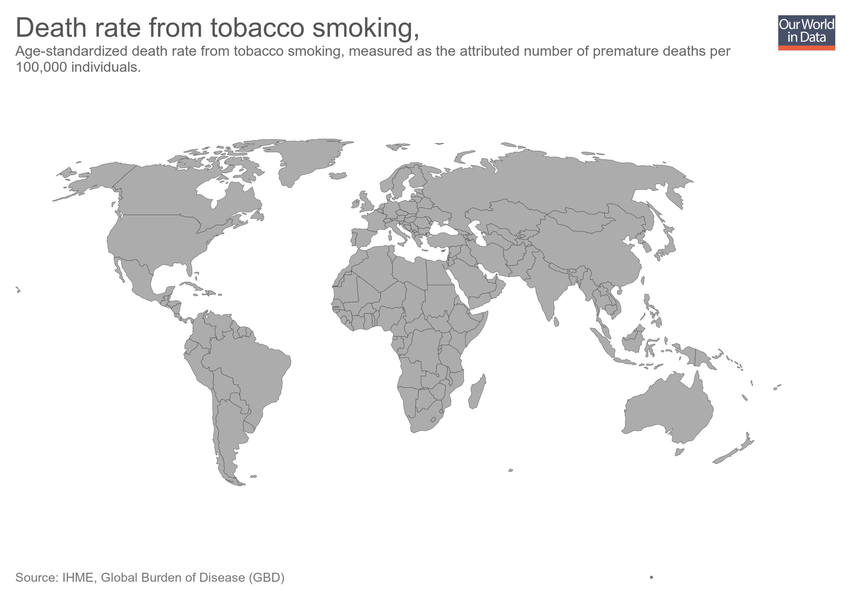 Death rate from tobacco smoking,
Our World
in Data
Age-standardized death rate from tobacco smoking, measured as the attributed number of premature deaths per
100,000 individuals.
Source: IHME, Global Burden of Disease (GBD)
•